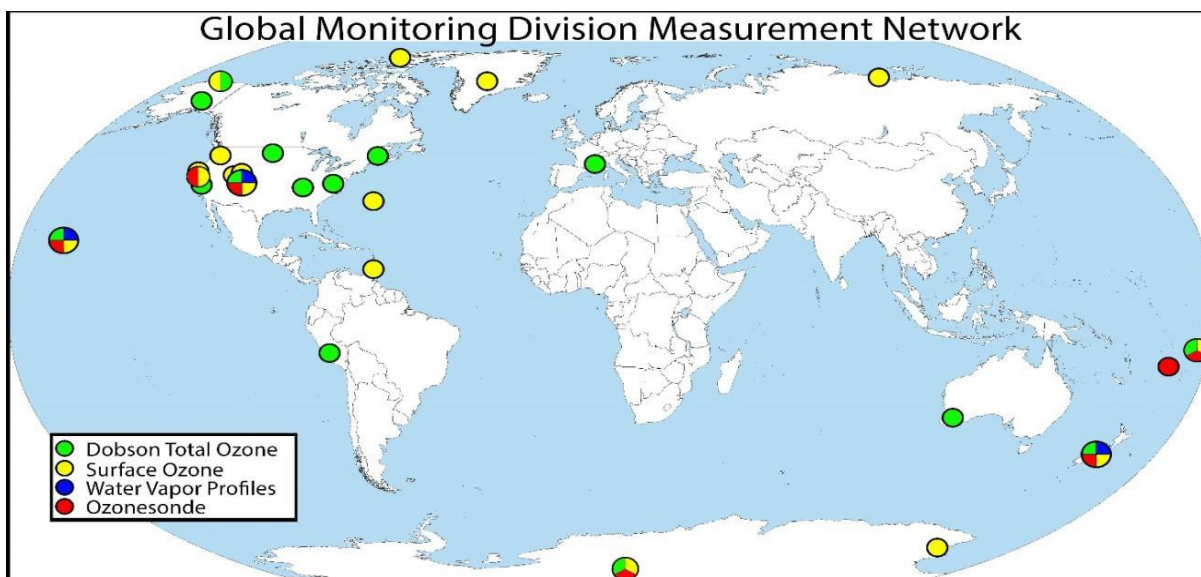 Global Monitoring Division Measurement Network
Dobson Total Ozone
Surface Ozone
Water Vapor Profiles
Ozonesonde